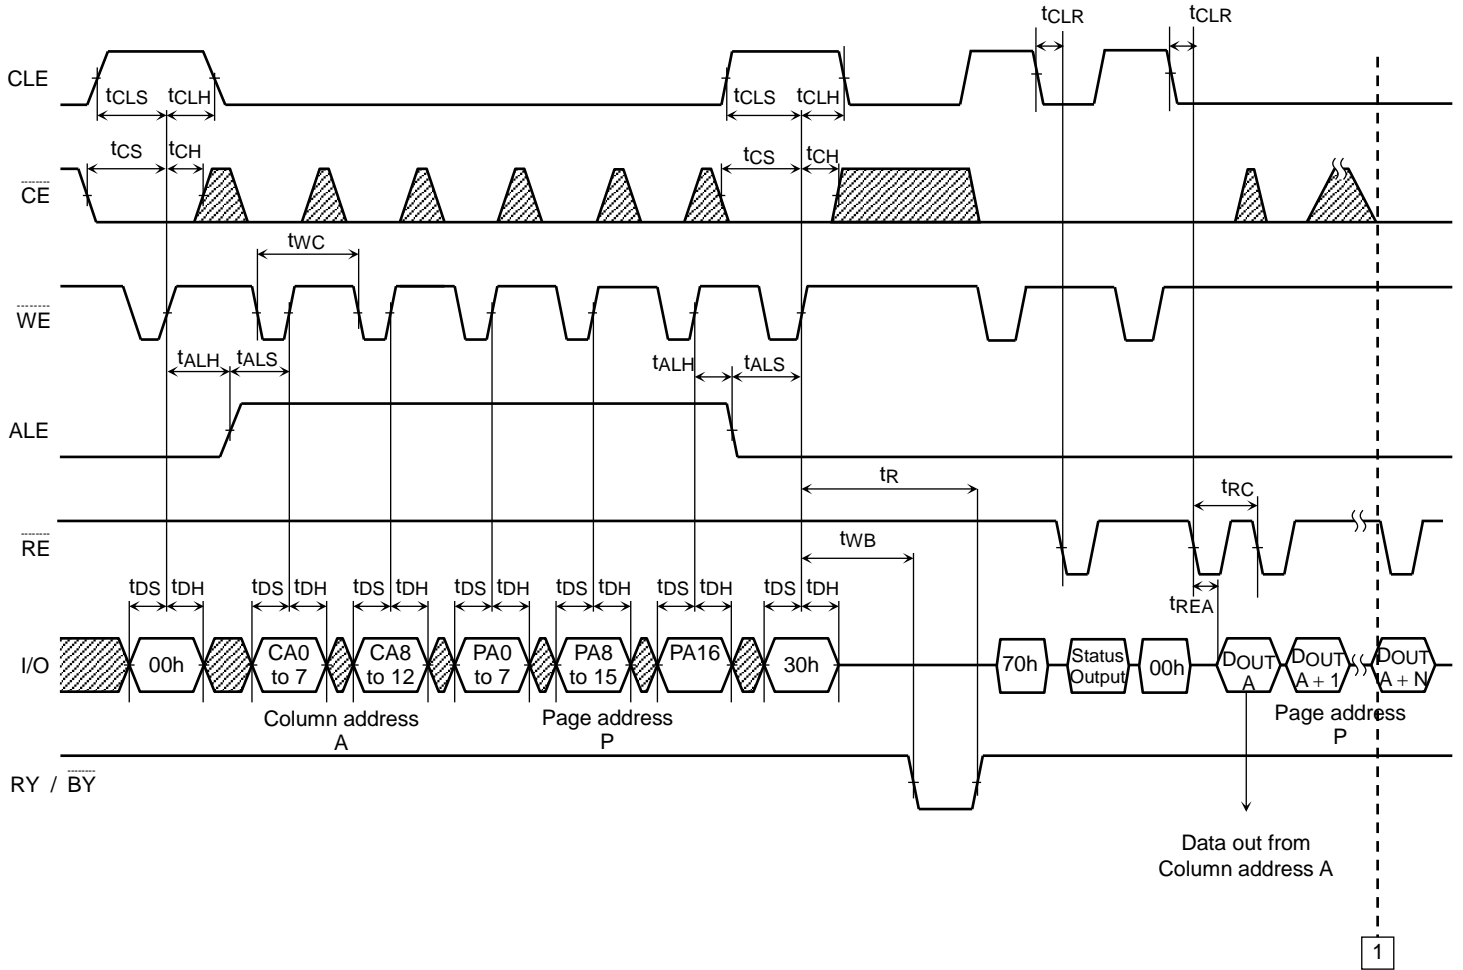 tCLR tCLR
CLE
tCLS tCLH tCLS tCLH
tCS tCH tCS tCH
CE
tWC
WE
tALH tALS tALH tALS
ALE
tR
tRC
RE
tWB
tDS tDH tDS tDH tDS tDH tDS tDH tDS tDH tDS tDH tDS tDH
tREA
I/O
00h
CA0
to 7
CA8
to 12
PA0
to 7
PA8
to 15
PA16
30h
70h
Status
Output
00h
DOUT
A
DOUT
A + 1
DOUT
A + N
Column address
A
Page address
P
Page address
P
RY / BY
Data out from
Column address A
1